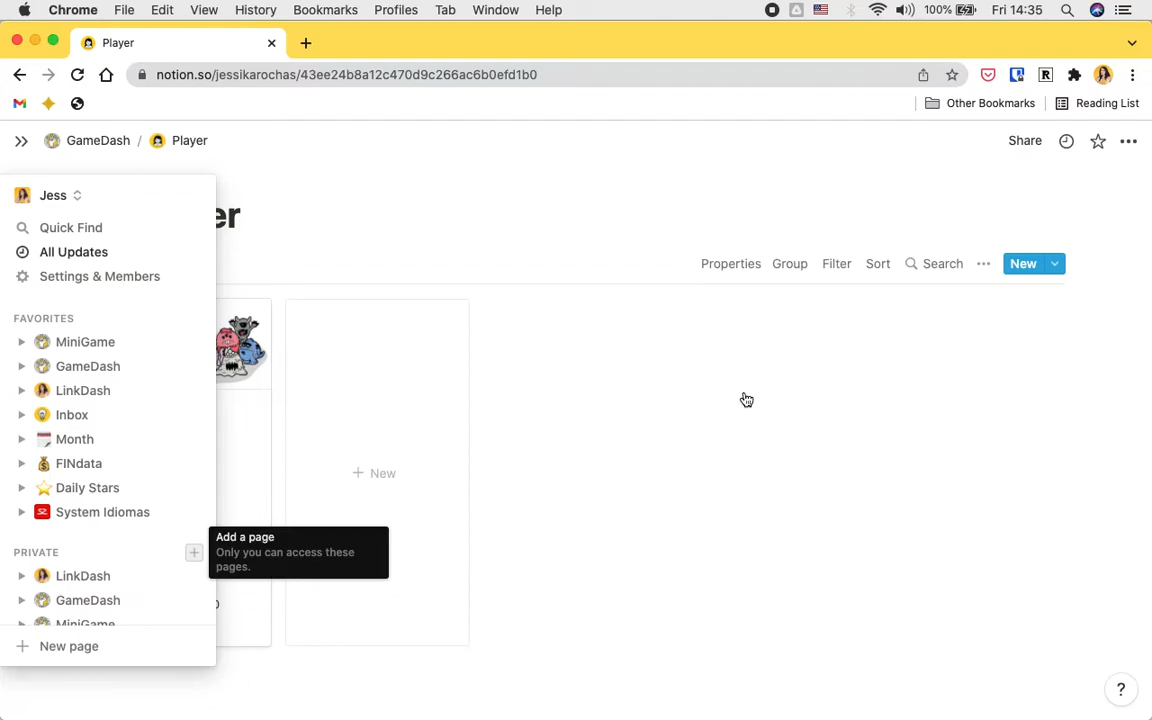 Chrome File Edit View History Bookmarks Profiles Tab Window Help 100% Fri 14:35
Player
notion.so/jessikarochas/43ee24b8a12c470d9c266ac6b0efd1b0
Other Bookmarks Reading List
GameDash / Player Share
Jess
er
Quick Find
All Updates
Properties Group Filter Sort Search New
Settings & Members
FAVORITES
MiniGame
GameDash
LinkDash
Inbox
Month
FINdata
+ New
Daily Stars
System Idiomas
Add a page
PRIVATE
Only you can access these
pages.
LinkDash
GameDash
MiniGame
+ New page
?